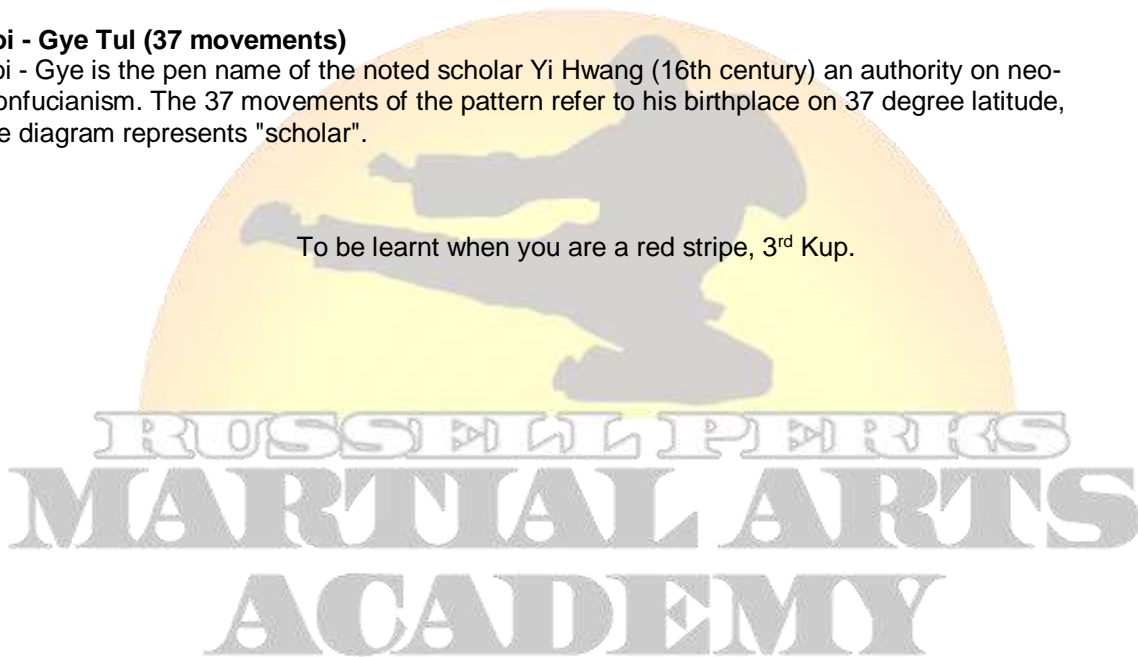 oi - Gye Tul (37 movements)
oi - Gye is the pen name of the noted scholar Yi Hwang (16th century) an authority on neo-
onfucianism. The 37 movements of the pattern refer to his birthplace on 37 degree latitude,
e diagram represents "scholar".
To be learnt when you are a red stripe, 3rd Kup.
RUSSELL PERKS
MARTIAL ARTS
ACADEMY